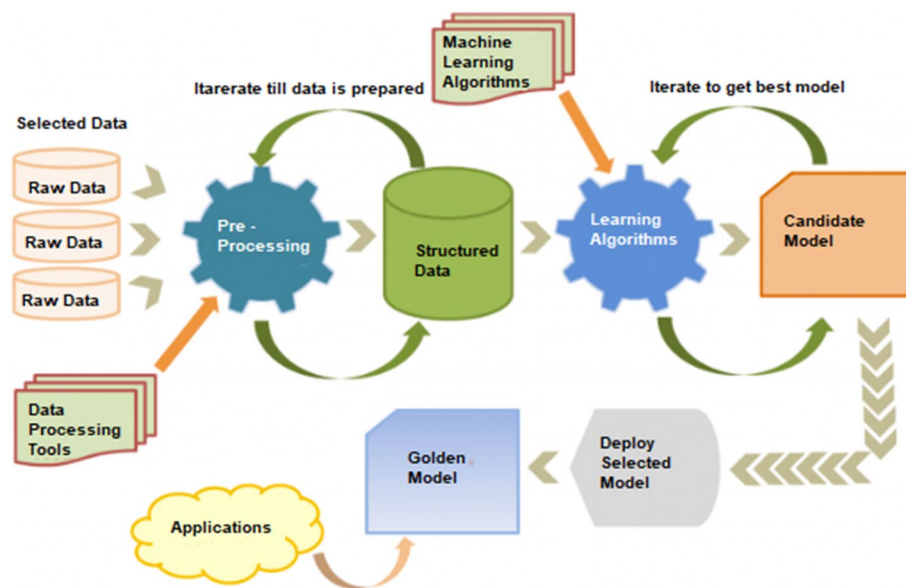 Machine
Learning
Algorithms
Itarerate till data is prepared
Iterate to get best model
Selected Data
Raw Data
Raw Data
Raw Data
Pre -
Processing
Structured
Data
Learning
Algorithms
Candidate
Model
Data
Processing
Tools
Golden
Model
Deploy
Selected
Model
Applications